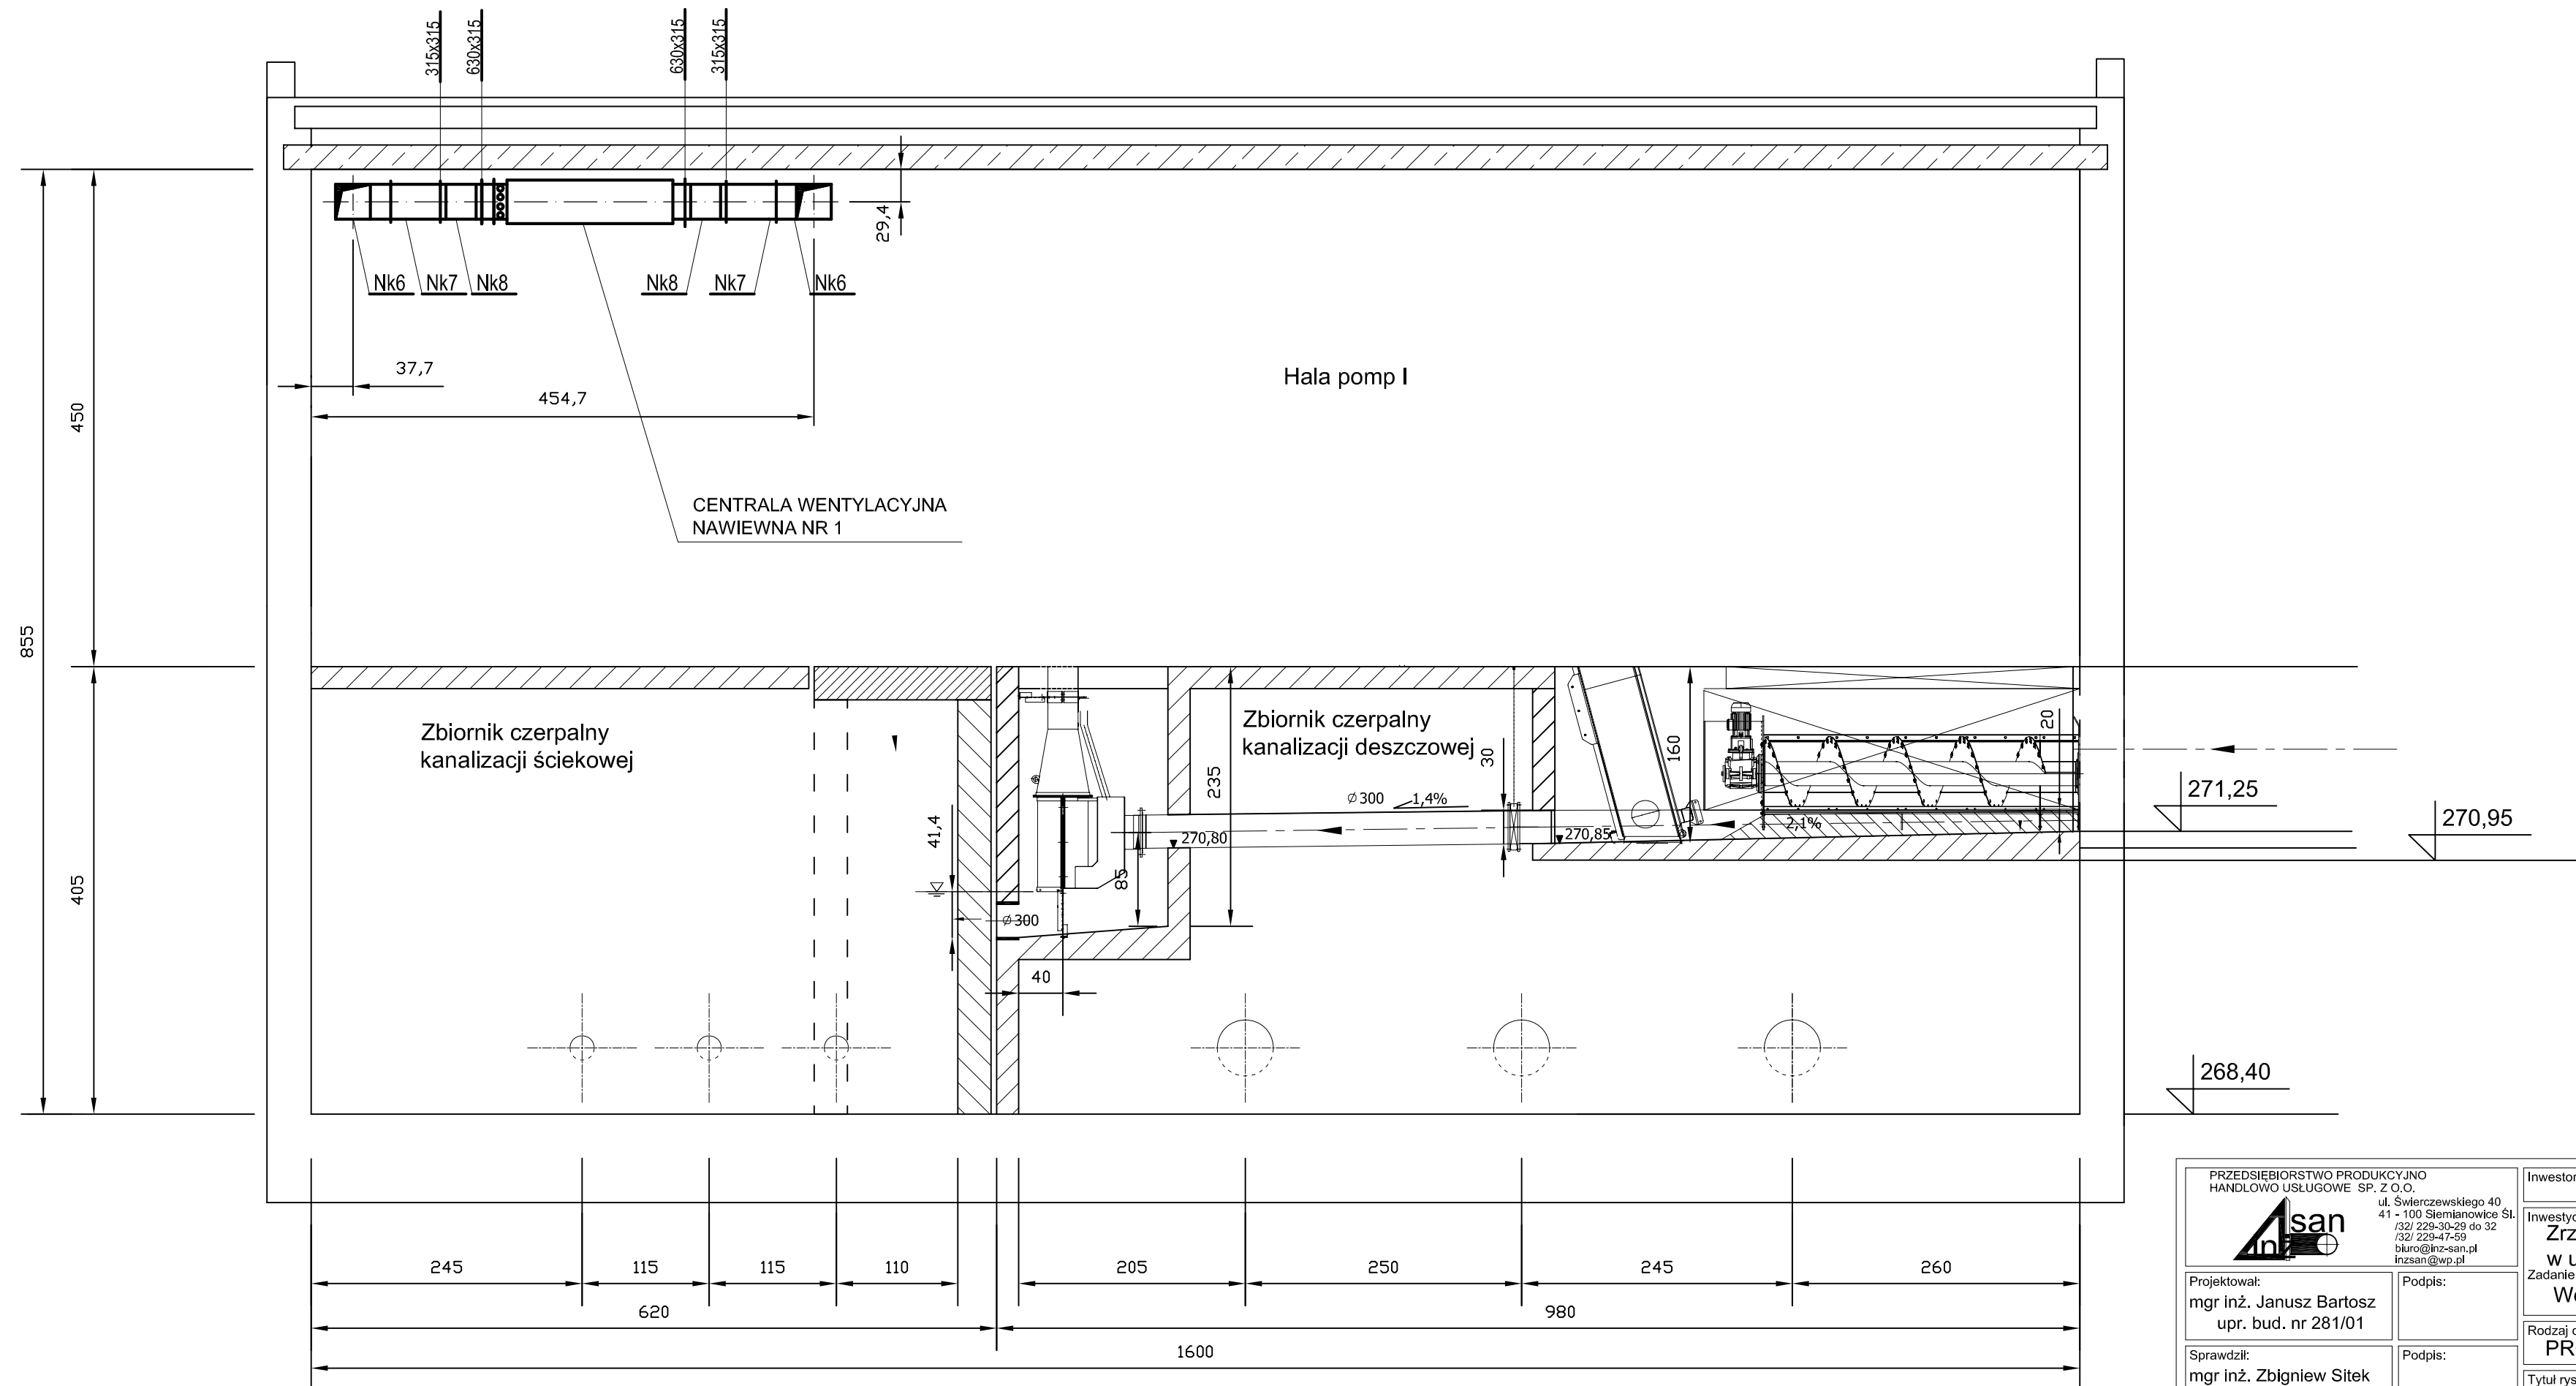 315x315
630x315
630x315
315x315
29,4
Nk6
Nk7
Nk8
Nk8
Nk7
Nk6
37,7
454,7
Hala pomp I
450
855
405
CENTRALA WENTYLACYJNA
NAWIEWNA NR 1
Zbiornik czerpalny
kanalizacji ściekowej
Zbiornik czerpalny
kanalizacji deszczowej
235
30
160
20
∅300
1,4%
270,80
270,85
2,1%
41,4
85
∅300
40
271,25
270,95
268,40
245
115
115
110
205
250
245
260
620
980
1600
PRZEDSIĘBIORSTWO PRODUKCYJNO
HANDLOWO USŁUGOWE SP. Z O.O.
ul. Świerczewskiego 40
41 - 100 Siemianowice Śl.
/32/ 229-30-29 do 32
/32/ 229-47-59
biuro@inz-san.pl
inzsan@wp.pl
inż
san
Projektował:
Podpis:
mgr inż. Janusz Bartosz
upr. bud. nr 281/01
Sprawdził:
Podpis:
mgr inż. Zbigniew Sitek
Zadanie